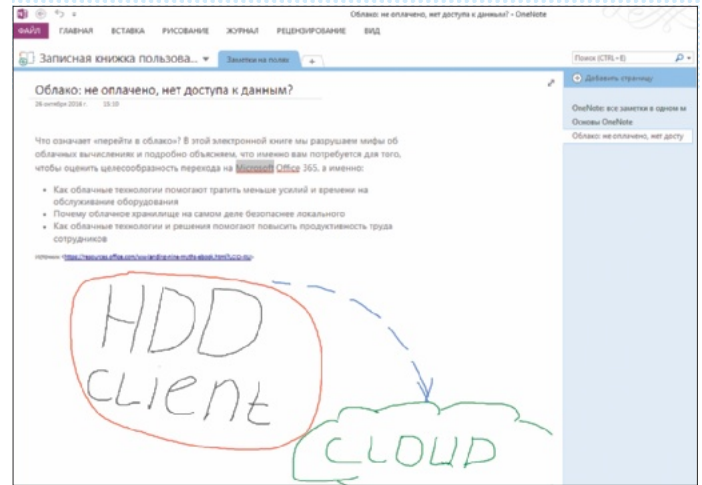 Облако: не оплачено, нет доступа к данным? - OneNote
ФАЙЛ ГЛАВНАЯ ВСТАВКА РИСОВАНИЕ ЖУРНАЛ РЕЦЕНЗИРОВАНИЕ ВИД
Записная книжка пользова... Заметки на полях
Поиск (CTRL+E)
Добавить страницу
OneNote: все заметки в одном м
Основы OneNote
Облако: не оплачено, нет досту
Облако: не оплачено, нет доступа к данным?
26 октября 2016 г. 15:10
Что означает «перейти в облако»? В этой электронной книге мы разрушаем мифы об
облачных вычислениях и подробно объясняем, что именно вам потребуется для того,
чтобы оценить целесообразность перехода на Microsoft Office 365, а именно:
• Как облачные технологии помогают тратить меньше усилий и времени на
обслуживание оборудования
• Почему облачное хранилище на самом деле безопаснее локального
• Как облачные технологии и решения помогают повысить продуктивность труда
сотрудников
HDD
CLient
CLOUD